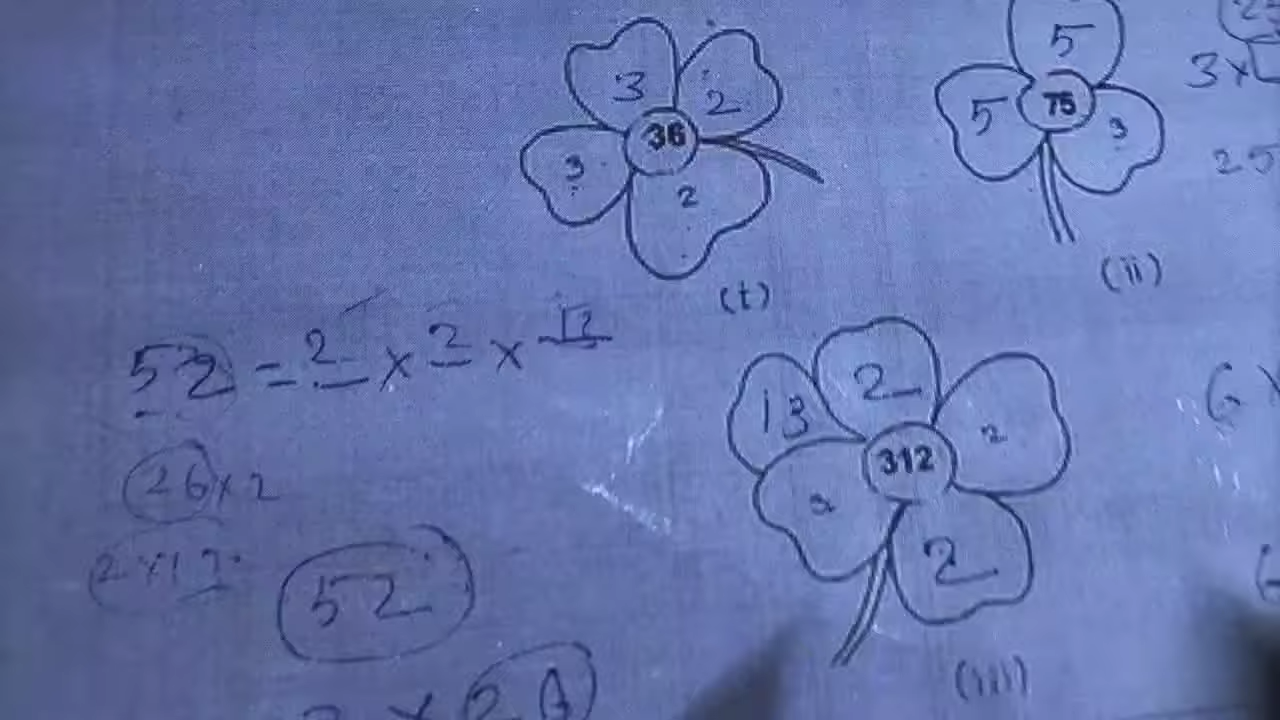 3 2
36
3 2
(i)
5
5 75 3
(ii)
3 ×
25
52 = 2 × 2 × 13
26 × 2
2 × 13
52
13 2 2
312
2
(iii)
G